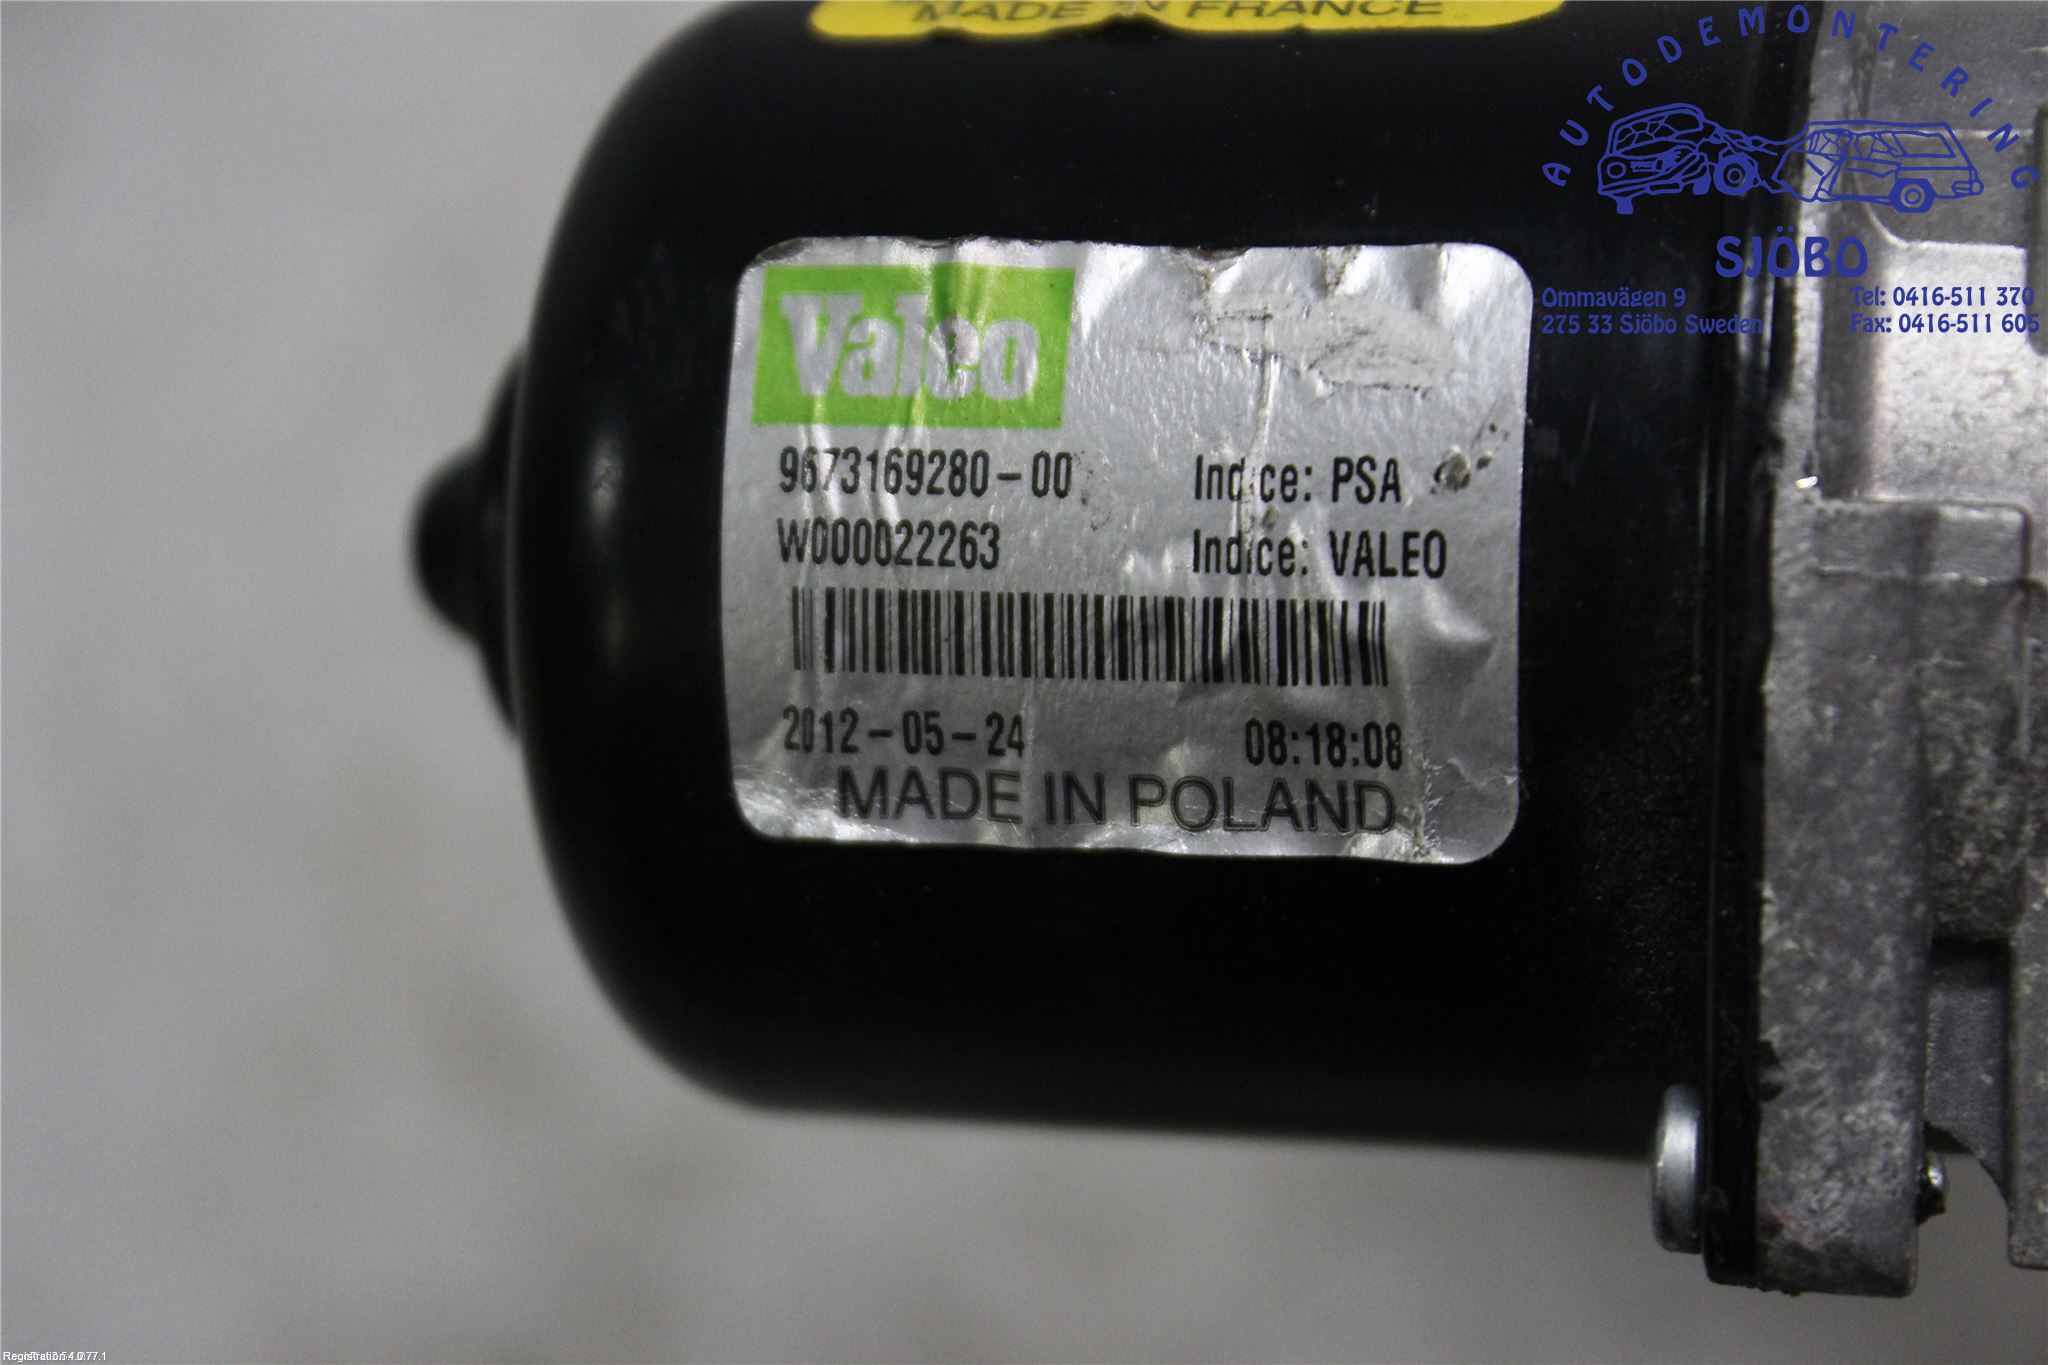 MADE IN FRANCE
AUTODEMONTERING
SJÖBO
Ommavägen 9
275 33 Sjöbo Sweden
Tel: 0416-511 370
Fax: 0416-511 605
Valeo
9673169280-00 Indice: PSA
W000022263 Indice: VALEO
2012-05-24 08:18:08
MADE IN POLAND